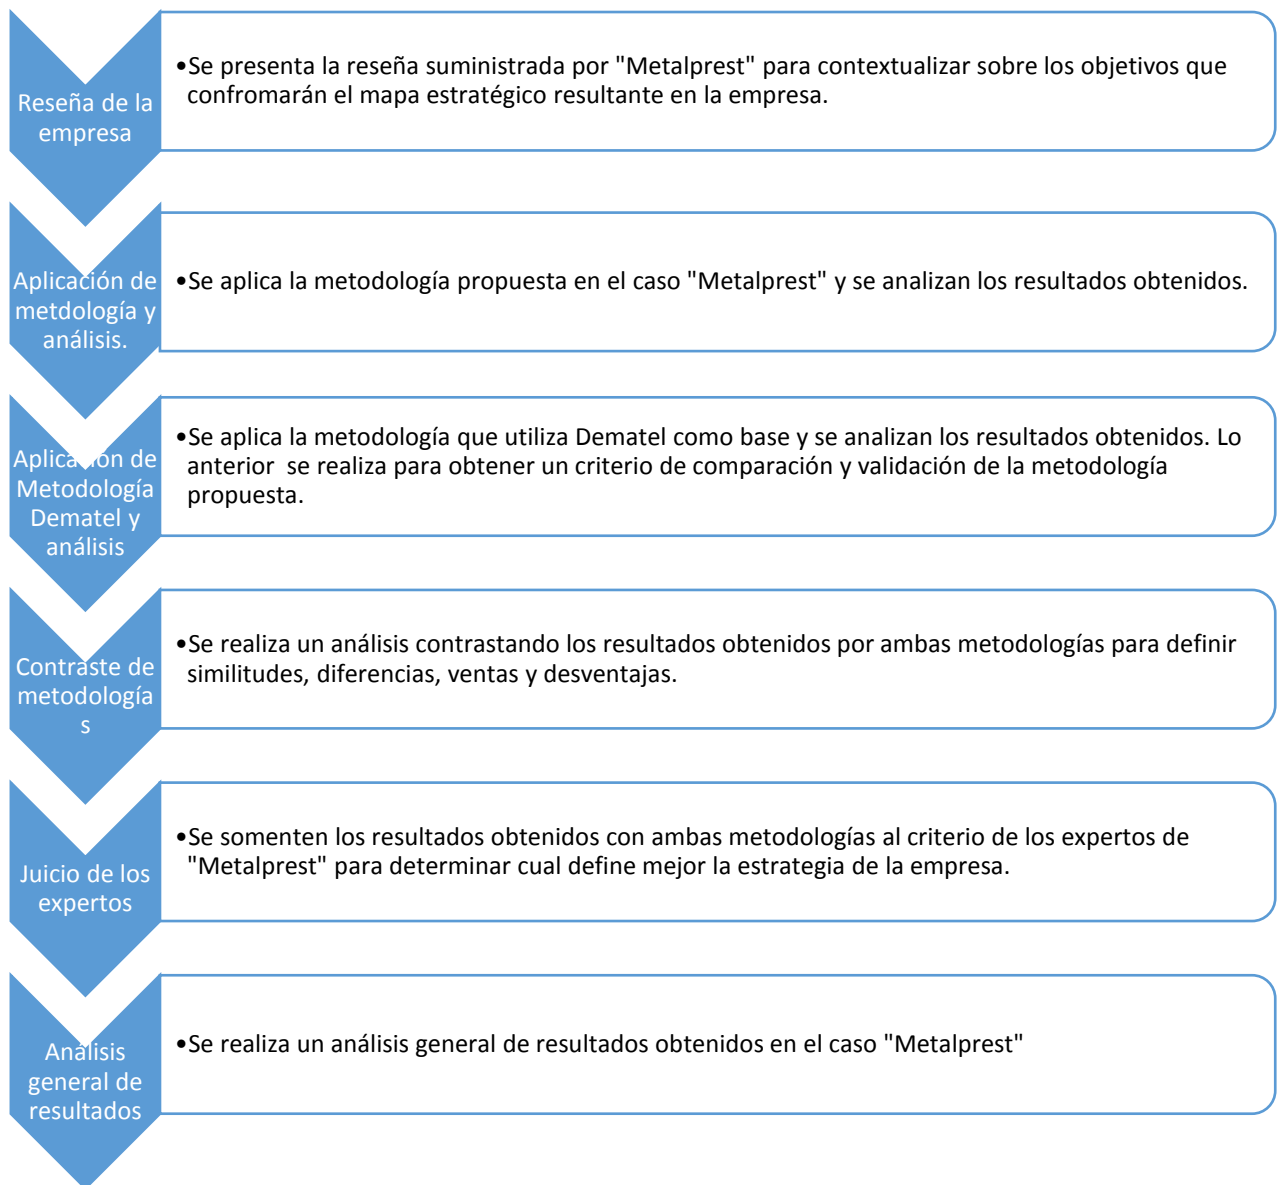 Reseña de la
empresa
•Se presenta la reseña suministrada por "Metalprest" para contextualizar sobre los objetivos que
confromarán el mapa estratégico resultante en la empresa.
Aplicación de
metdología y
análisis.
•Se aplica la metodología propuesta en el caso "Metalprest" y se analizan los resultados obtenidos.
Aplicación de
Metodología
Dematel y
análisis
•Se aplica la metodología que utiliza Dematel como base y se analizan los resultados obtenidos. Lo
anterior  se realiza para obtener un criterio de comparación y validación de la metodología
propuesta.
Contraste de
metodología
s
•Se realiza un análisis contrastando los resultados obtenidos por ambas metodologías para definir
similitudes, diferencias, ventas y desventajas.
Juicio de los
expertos
•Se somenten los resultados obtenidos con ambas metodologías al criterio de los expertos de
"Metalprest" para determinar cual define mejor la estrategia de la empresa.
Análisis
general de
resultados
•Se realiza un análisis general de resultados obtenidos en el caso "Metalprest"